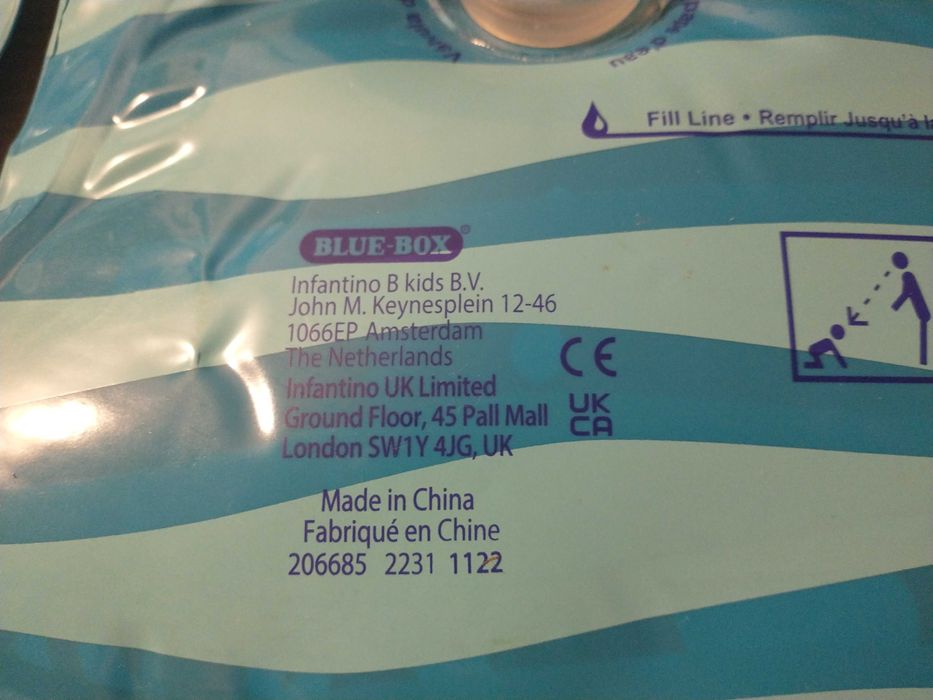 Fill Line • Remplir Jusqu'à
BLUE-BOX®
Infantino B kids B.V.
John M. Keynesplein 12-46
1066EP Amsterdam
The Netherlands
Infantino UK Limited
Ground Floor, 45 Pall Mall
London SW1Y 4JG, UK
CE
UK
CA
Made in China
Fabriqué en Chine
206685 2231 1122